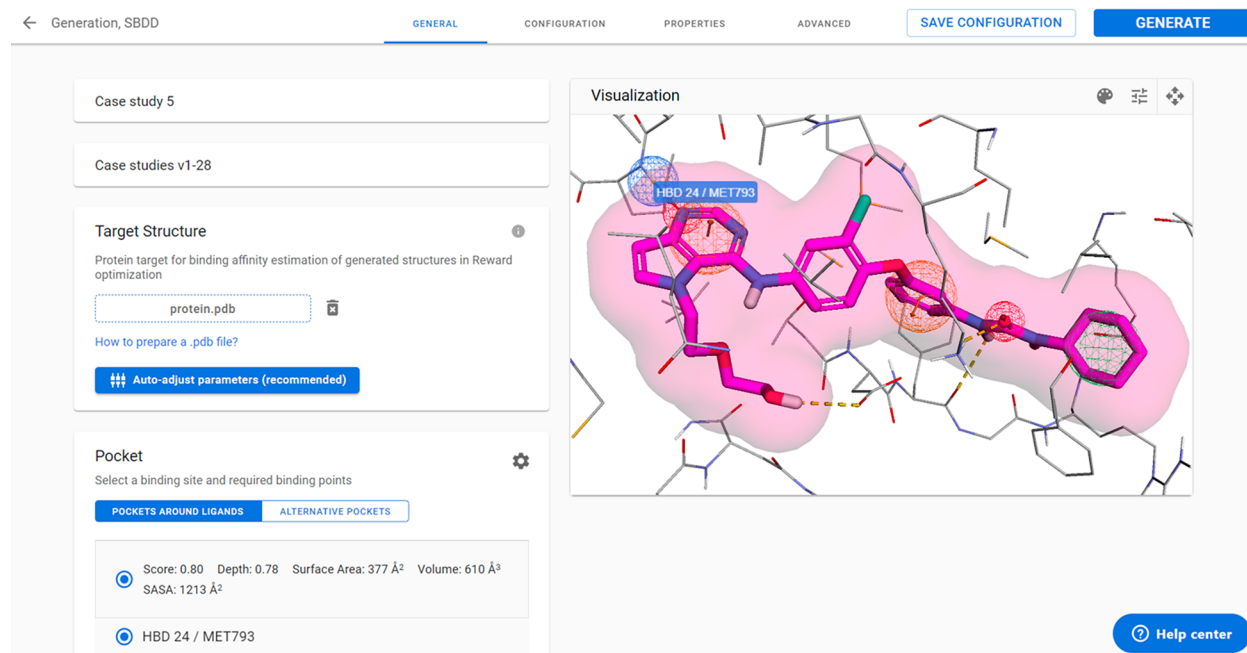 Generation, SBDD
GENERAL
CONFIGURATION
PROPERTIES
ADVANCED
SAVE CONFIGURATION
GENERATE
Case study 5
Case studies v1-28
Target Structure
Protein target for binding affinity estimation of generated structures in Reward
optimization
protein.pdb
How to prepare a .pdb file?
Auto-adjust parameters (recommended)
Pocket
Select a binding site and required binding points
POCKETS AROUND LIGANDS
ALTERNATIVE POCKETS
Score: 0.80 Depth: 0.78 Surface Area: 377 Å² Volume: 610 Å³
SASA: 1213 Å²
HBD 24 / MET793
Visualization
HBD 24 / MET793
Help center